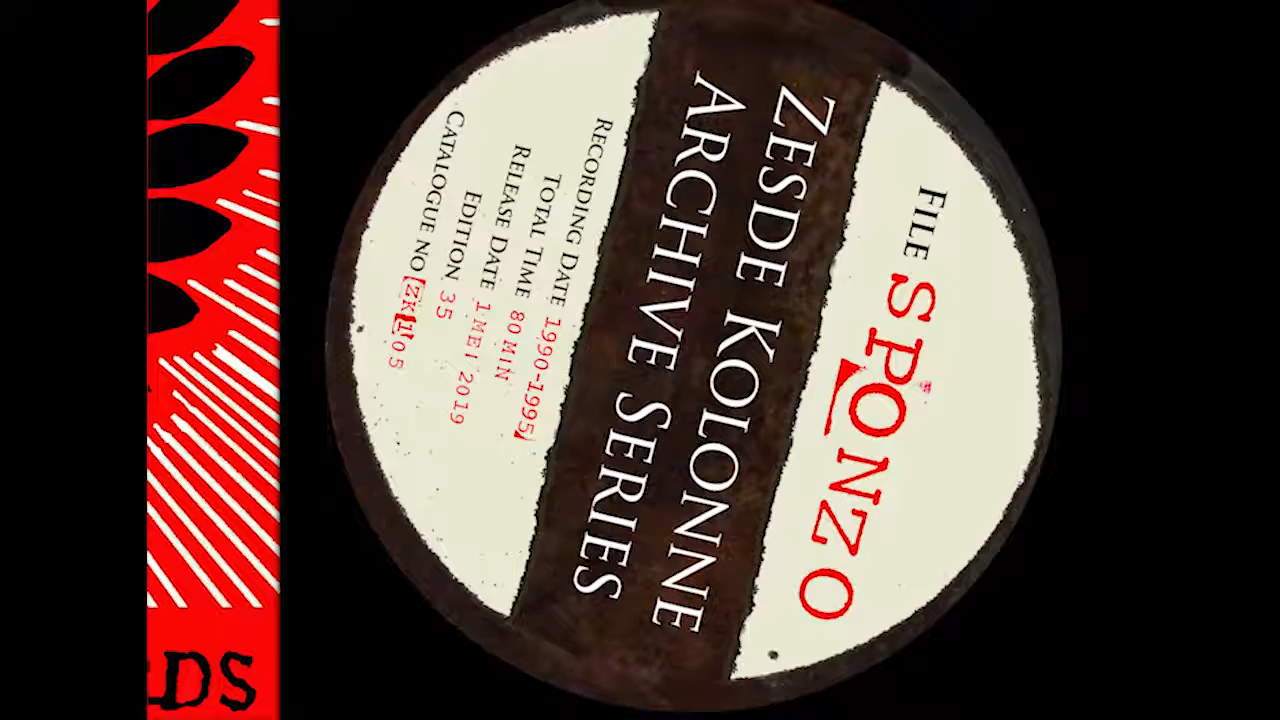 FILE SPONZO
ZESDE KOLONNE
ARCHIVE SERIES
RECORDING DATE 1990-1995
TOTAL TIME 80 MIN
RELEASE DATE 1 MEI 2019
EDITION 35
CATALOGUE NO [ZK105
DS